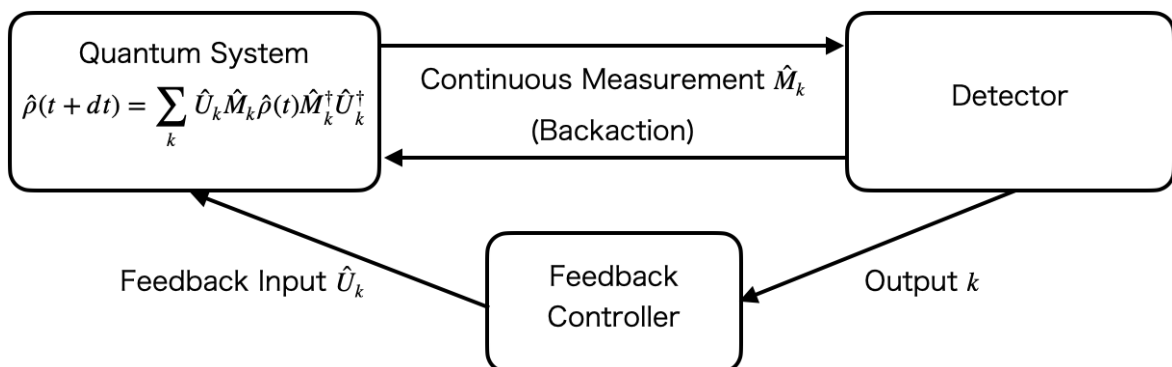 Quantum System
ρ̂(t + dt) = ∑ₖ Ûₖ M̂ₖ ρ̂(t) M̂ₖ† Ûₖ†
Continuous Measurement M̂ₖ
(Backaction)
Detector
Feedback Input Ûₖ
Feedback
Controller
Output k